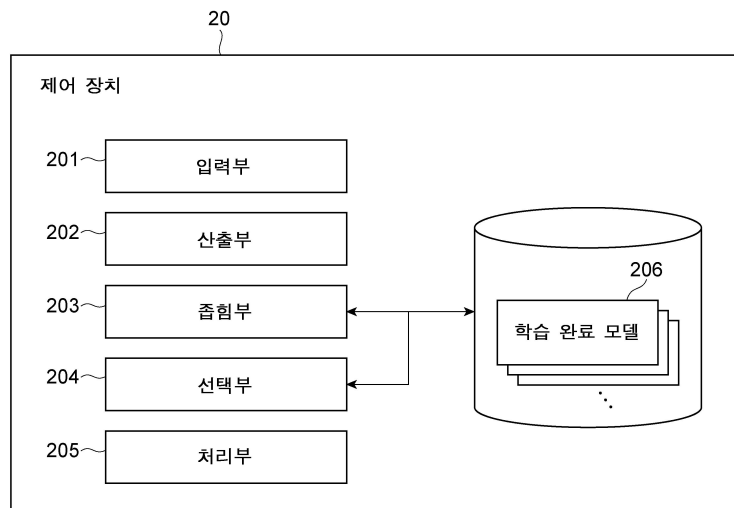 20
제어 장치
201
입력부
202
산출부
203
좁힘부
204
선택부
205
처리부
206
학습 완료 모델